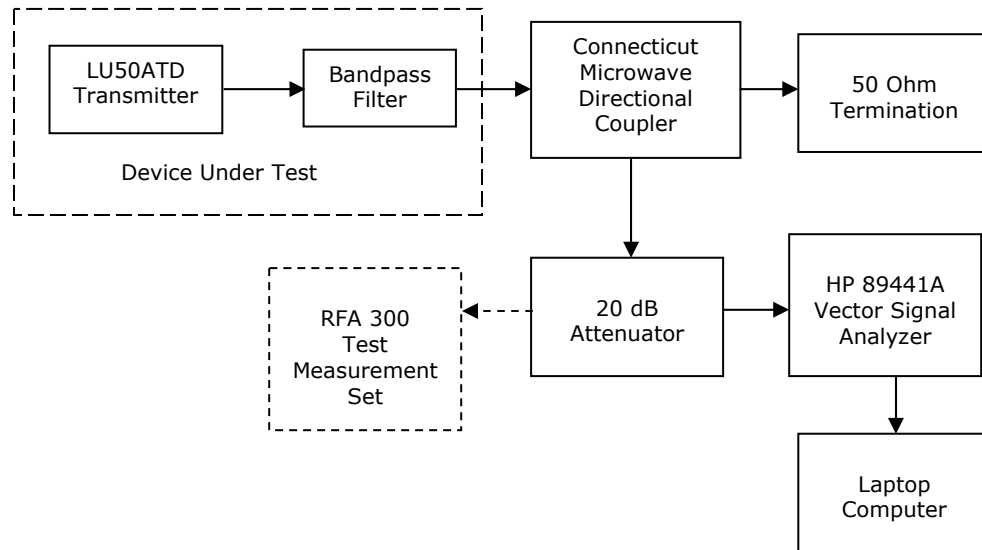 LU50ATD
Transmitter
Bandpass
Filter
Device Under Test
Connecticut
Microwave
Directional
Coupler
50 Ohm
Termination
RFA 300
Test
Measurement
Set
20 dB
Attenuator
HP 89441A
Vector Signal
Analyzer
Laptop
Computer